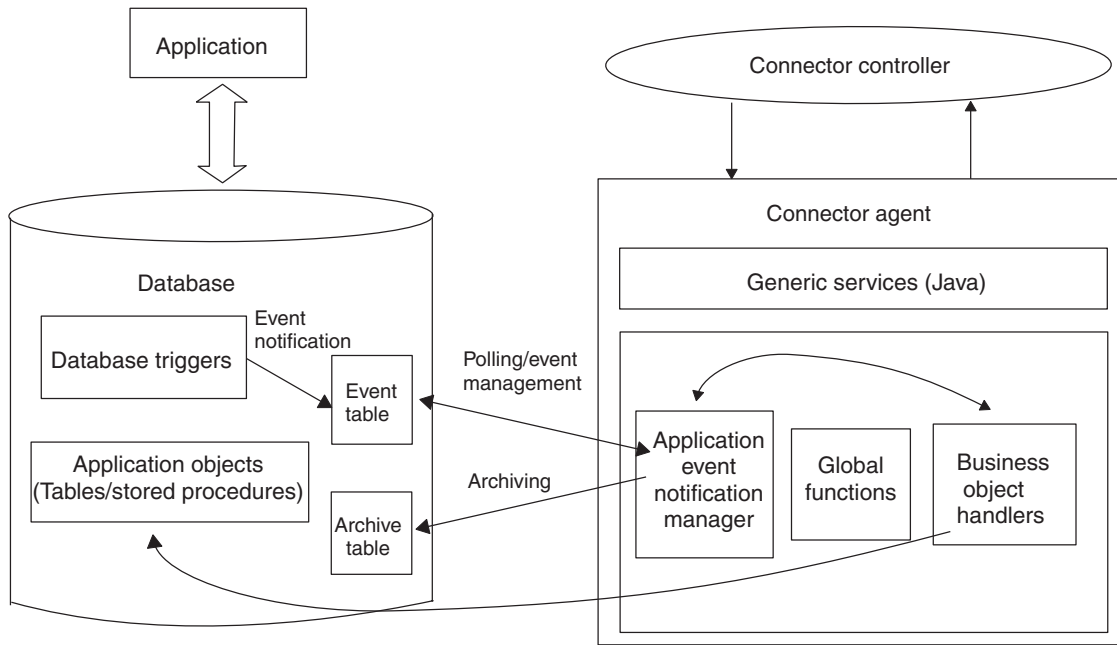 Application
Connector controller
Connector agent
Generic services (Java)
Database
Event
notification
Database triggers
Event
table
Polling/event
management
Application objects
(Tables/stored procedures)
Archiving
Archive
table
Application
event
notification
manager
Global
functions
Business
object
handlers